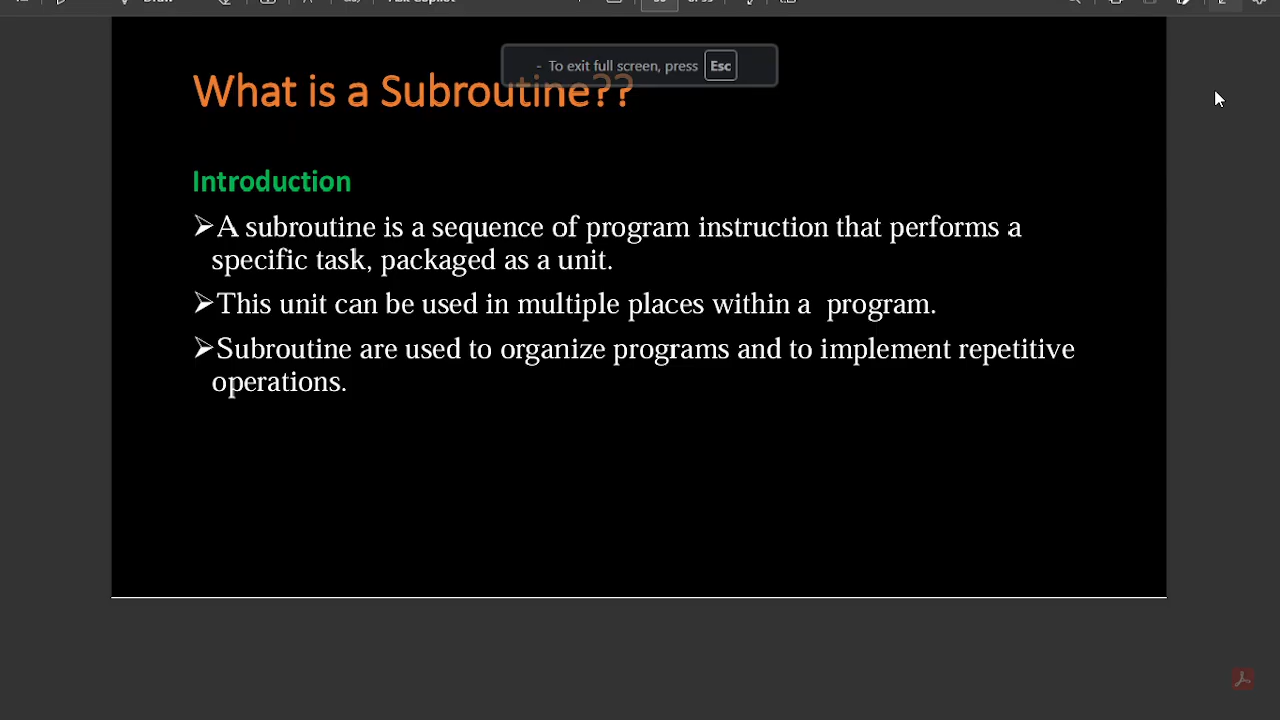 - To exit full screen, press Esc
What is a Subroutine??
Introduction
➢A subroutine is a sequence of program instruction that performs a
specific task, packaged as a unit.
➢This unit can be used in multiple places within a program.
➢Subroutine are used to organize programs and to implement repetitive
operations.